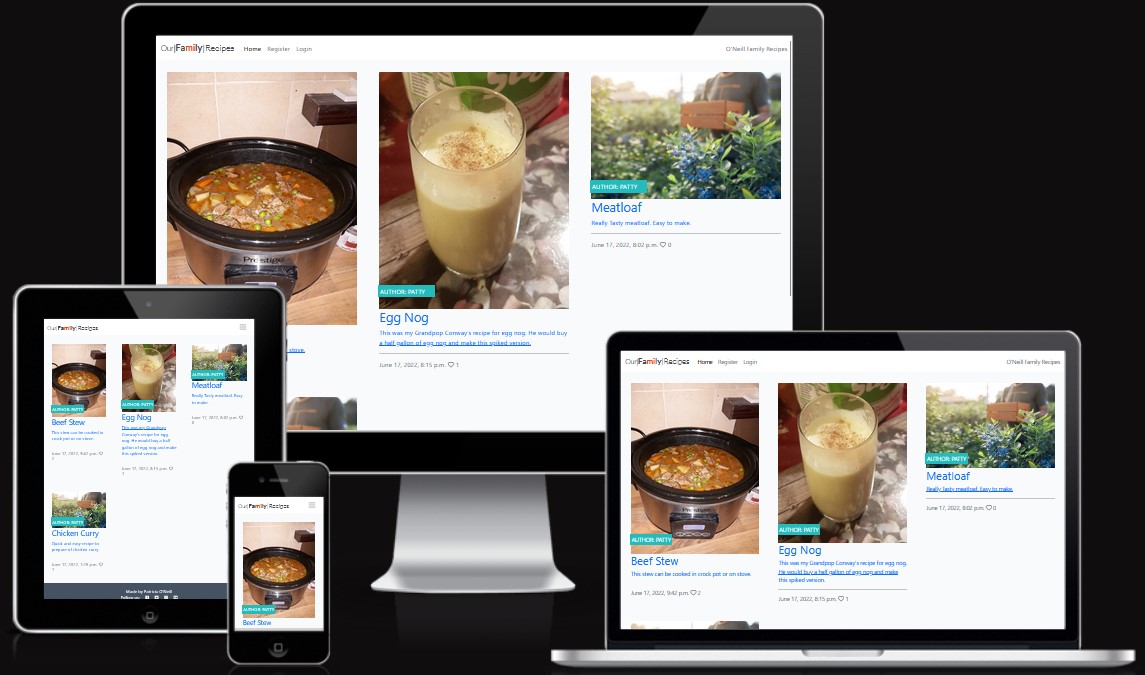 Our|Family|Recipes Home Register Login O'Neill Family Recipes
Prestige
AUTHOR: PATTY
Egg Nog
This was my Grandpop Conway's recipe for egg nog. He would buy
a half gallon of egg nog and make this spiked version.
June 17, 2022, 8:15 p.m. 1
AUTHOR: PATTY
Meatloaf
Really Tasty meatloaf. Easy to make.
June 17, 2022, 8:02 p.m. 0
stove.
Our|Family|Recipes
AUTHOR: PATTY
Beef Stew
This stew can be cooked in
crock pot or on stove.
June 17, 2022, 9:42 p.m.
AUTHOR: PATTY
Egg Nog
This was my Grandpop
Conway's recipe for egg
nog. He would buy a half
gallon of egg nog and make
this spiked version.
June 17, 2022, 8:15 p.m.
1
AUTHOR: PATTY
Meatloaf
Really Tasty meatloaf. Easy
to make.
June 17, 2022, 8:02 p.m.
0
AUTHOR: PATTY
Chicken Curry
Quick and easy recipe to
prepare of chicken curry
June 17, 2022,
1
Made by Patricia O'Neill
Follow us:
Our|Family|Recipes
AUTHOR: PATTY
Beef Stew
Our|Family|Recipes Home Register Login O'Neill Family Recipes
Prestige
AUTHOR: PATTY
Beef Stew
This stew can be cooked in crock pot or on stove.
June 17, 2022, 9:42 p.m. 2
AUTHOR: PATTY
Egg Nog
This was my Grandpop Conway's recipe for egg nog.
He would buy a half gallon of egg nog and make
this spiked version.
June 17, 2022, 8:15 p.m. 1
AUTHOR: PATTY
Meatloaf
Really Tasty meatloaf. Easy to make.
June 17, 2022, 8:02 p.m. 0